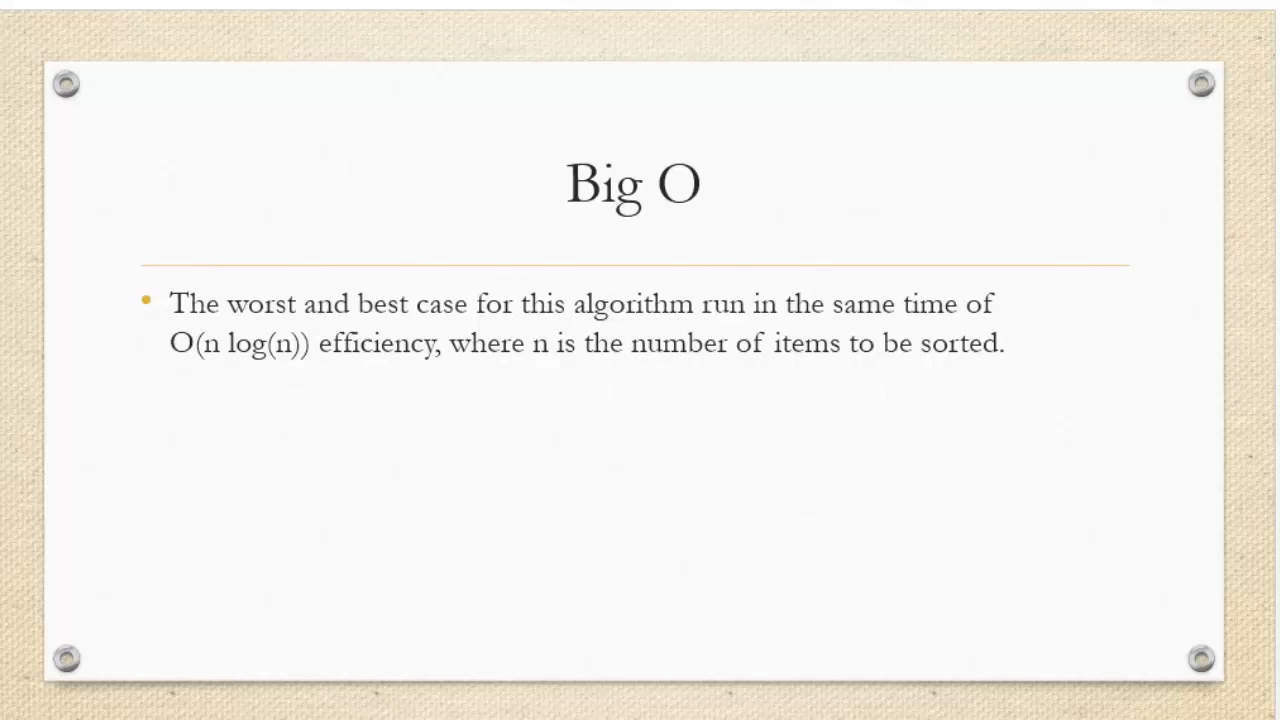 Big O
• The worst and best case for this algorithm run in the same time of
O(n log(n)) efficiency, where n is the number of items to be sorted.